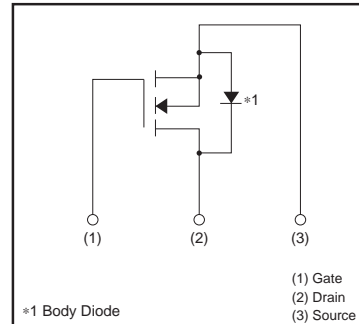 ∗1
(1) (2) (3)
(1) Gate
(2) Drain
∗1 Body Diode
(3) Source